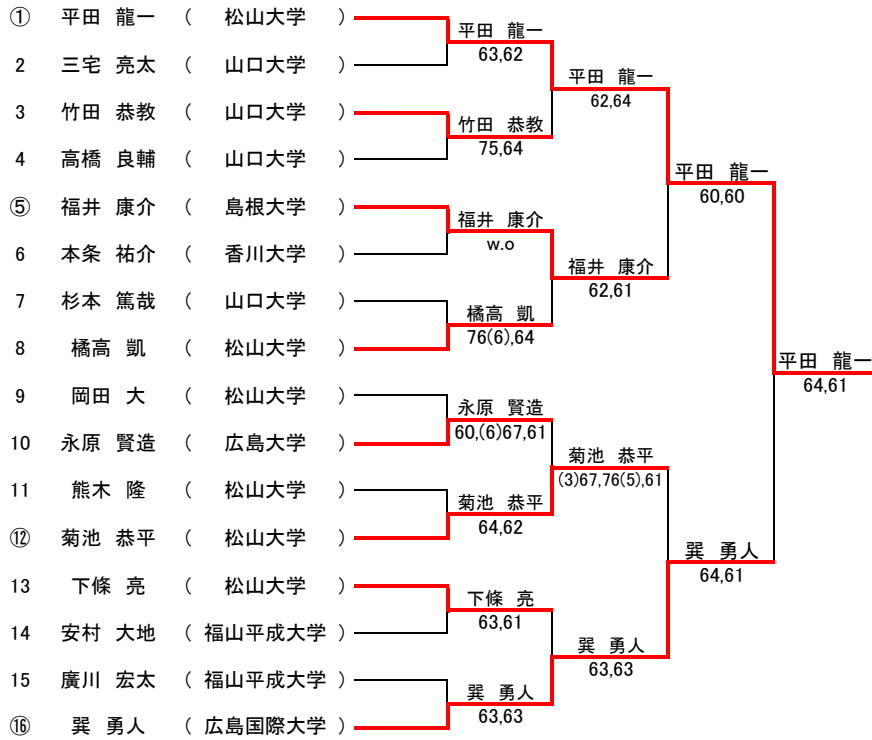 ① 平田 龍一 ( 松山大学 )
平田 龍一
2 三宅 亮太 ( 山口大学 )
63,62
平田 龍一
62,64
3 竹田 恭教 ( 山口大学 )
竹田 恭教
4 高橋 良輔 ( 山口大学 )
75,64
平田 龍一
60,60
⑤ 福井 康介 ( 島根大学 )
福井 康介
6 本条 祐介 ( 香川大学 )
w.o
福井 康介
62,61
7 杉本 篤哉 ( 山口大学 )
橘高 凱
8 橘高 凱 ( 松山大学 )
76(6),64
平田 龍一
64,61
9 岡田 大 ( 松山大学 )
永原 賢造
10 永原 賢造 ( 広島大学 )
60,(6)67,61
菊池 恭平
(3)67,76(5),61
11 熊木 隆 ( 松山大学 )
菊池 恭平
12 菊池 恭平 ( 松山大学 )
64,62
巽 勇人
64,61
13 下條 亮 ( 松山大学 )
下條 亮
14 安村 大地 ( 福山平成大学 )
63,61
巽 勇人
63,63
15 廣川 宏太 ( 福山平成大学 )
巽 勇人
⑯ 巽 勇人 ( 広島国際大学 )
63,63